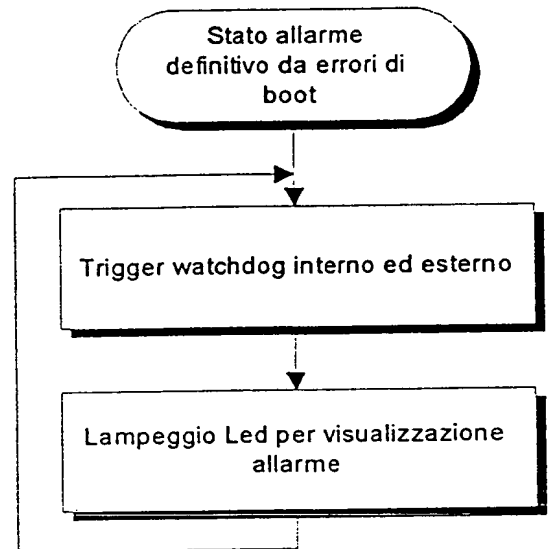 Stato allarme
definitivo da errori di
boot
Trigger watchdog interno ed esterno
Lampeggio Led per visualizzazione
allarme